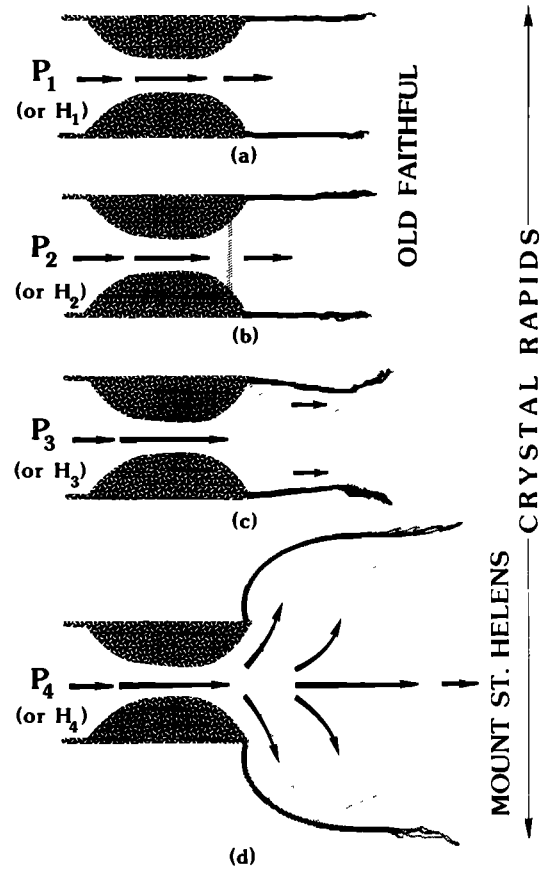 P1
(or H1)
(a)
P2
(or H2)
(b)
P3
(or H3)
(c)
P4
(or H4)
(d)
OLD FAITHFUL
MOUNT ST. HELENS
CRYSTAL RAPIDS